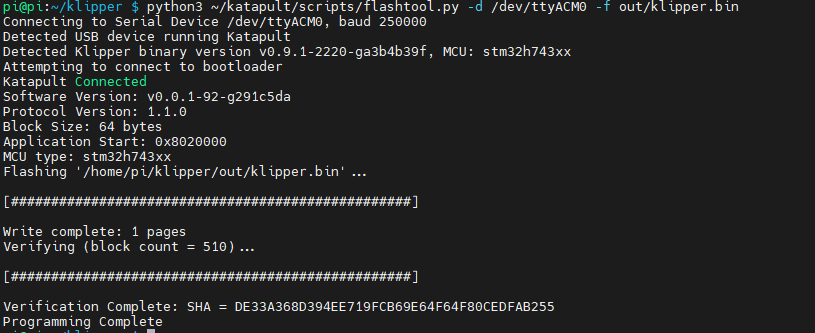 pi@pi:~/klipper $ python3 ~/katapult/scripts/flashtool.py -d /dev/ttyACM0 -f out/klipper.bin
Connecting to Serial Device /dev/ttyACM0, baud 250000
Detected USB device running Katapult
Detected Klipper binary version v0.9.1-2220-ga3b4b39f, MCU: stm32h743xx
Attempting to connect to bootloader
Katapult Connected
Software Version: v0.0.1-92-g291c5da
Protocol Version: 1.1.0
Block Size: 64 bytes
Application Start: 0x8020000
MCU type: stm32h743xx
Flashing '/home/pi/klipper/out/klipper.bin'...
[##################################################]
Write complete: 1 pages
Verifying (block count = 510)...
[##################################################]
Verification Complete: SHA = DE33A368D394EE719FCB69E64F64F80CEDFAB255
Programming Complete